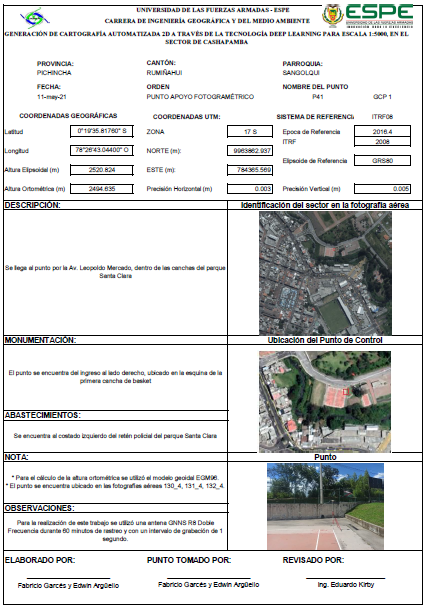 UNIVERSIDAD DE LAS FUERZAS ARMADAS - ESPE
CARRERA DE INGENIERÍA GEOGRÁFICA Y DEL MEDIO AMBIENTE
ESPE
GENERACIÓN DE CARTOGRAFÍA AUTOMATIZADA 2D A TRAVÉS DE LA TECNOLOGÍA DEEP LEARNING PARA ESCALA 1:5000, EN EL
SECTOR DE CASHAPAMBA
PROVINCIA: CANTÓN: PARROQUIA:
PICHINCHA RUMIÑAHUI SANGOLQUI
FECHA: ORDEN NOMBRE DEL PUNTO
11-may-21 PUNTO APOYO FOTOGRAMÉTRICO P41 GCP 1
COORDENADAS GEOGRÁFICAS COORDENADAS UTM: SISTEMA DE REFERENCIA ITRF08
Latitud 0°19'35.81760" S ZONA 17 S Epoca de Referencia 2016.4
ITRF 2008
Longitud 78°26'43.04400" O NORTE (m): 9963862.937
Elipsoide de Referencia GRS80
Altura Elipsoidal (m) 2520.824 ESTE (m): 784365.569
Altura Ortométrica (m) 2494.635 Precisión Horizontal (m) 0.003 Precisión Vertical (m) 0.005
DESCRIPCIÓN: Identificación del sector en la fotografía aérea
Se llega al punto por la Av. Leopoldo Mercado, dentro de las canchas del parque
Santa Clara
MONUMENTACIÓN: Ubicación del Punto de Control
El punto se encuentra del ingreso al lado derecho, ubicado en la esquina de la
primera cancha de basket
ABASTECIMIENTOS:
Se encuentra al costado izquierdo del retén policial del parque Santa Clara
NOTA: Punto
* Para el cálculo de la altura ortométrica se utilizó el modelo geoidal EGM96.
* El punto se encuentra ubicado en las fotografías aéreas 130_4, 131_4, 132_4.
OBSERVACIONES:
Para la realización de este trabajo se utilizó una antena GNNS R8 Doble
Frecuencia durante 60 minutos de rastreo y con un intervalo de grabación de 1
segundo.
ELABORADO POR: PUNTO TOMADO POR: REVISADO POR:
Fabricio Garcés y Edwin Argüello Fabricio Garcés y Edwin Argüello Ing. Eduardo Kirby